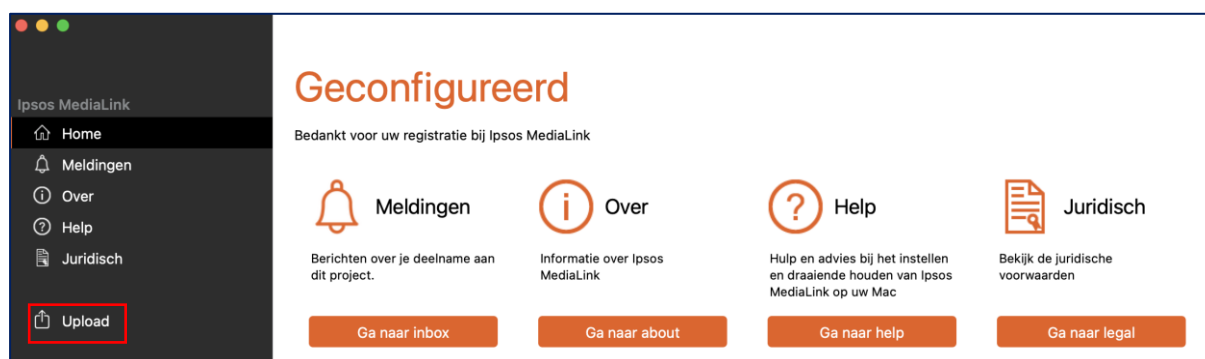 Ipsos MediaLink
Home
Meldingen
Over
Help
Juridisch
Upload
Geconfigureerd
Bedankt voor uw registratie bij Ipsos MediaLink
Meldingen
Berichten over je deelname aan
dit project.
Ga naar inbox
Over
Informatie over Ipsos
MediaLink
Ga naar about
Help
Hulp en advies bij het instellen
en draaiende houden van Ipsos
MediaLink op uw Mac
Ga naar help
Juridisch
Bekijk de juridische
voorwaarden
Ga naar legal